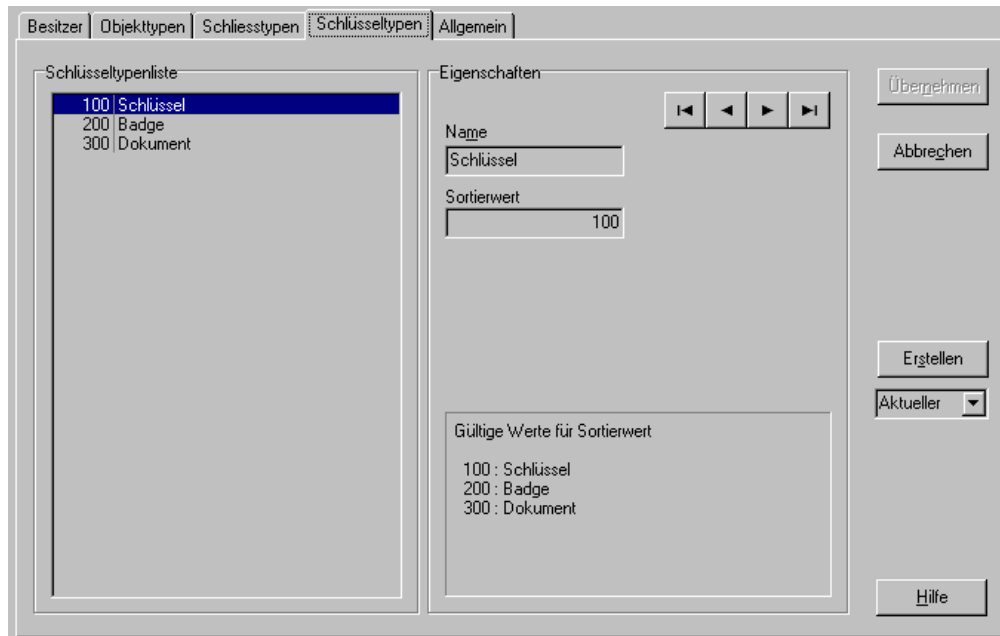 Besitzer Objekttypen Schliesstypen Schlüsseltypen Allgemein
Schlüsseltypenliste
100 Schlüssel
200 Badge
300 Dokument
Eigenschaften
Name
Schlüssel
Sortierwert
100
Gültige Werte für Sortierwert
100 : Schlüssel
200 : Badge
300 : Dokument
Übernehmen
Abbrechen
Erstellen
Aktueller
Hilfe